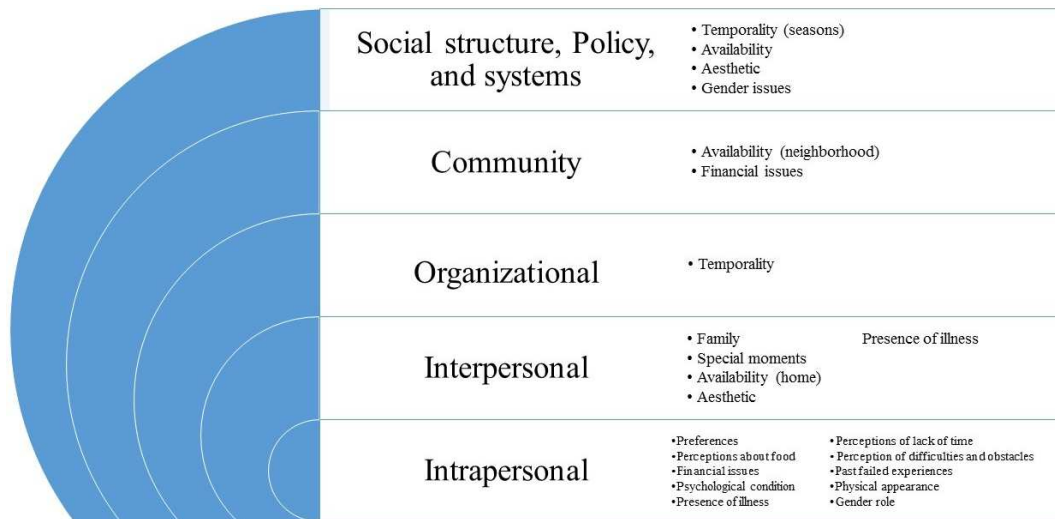 Social structure, Policy,
and systems
• Temporality (seasons)
• Availability
• Aesthetic
• Gender issues
Community
• Availability (neighborhood)
• Financial issues
Organizational
• Temporality
Interpersonal
• Family
• Special moments
• Availability (home)
• Aesthetic
Presence of illness
Intrapersonal
•Preferences
•Perceptions about food
•Financial issues
•Psychological condition
•Presence of illness
•Perceptions of lack of time
•Perception of difficulties and obstacles
•Past failed experiences
•Physical appearance
•Gender role